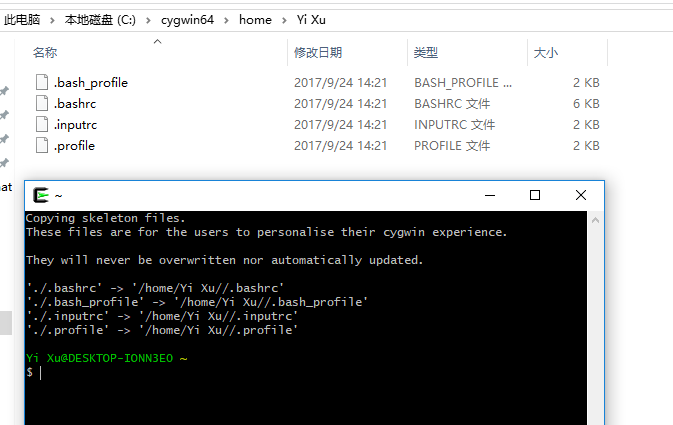 此电脑 > 本地磁盘 (C:) > cygwin64 > home > Yi Xu
名称 修改日期 类型 大小
.bash_profile 2017/9/24 14:21 BASH_PROFILE ... 2 KB
.bashrc 2017/9/24 14:21 BASHRC 文件 6 KB
.inputrc 2017/9/24 14:21 INPUTRC 文件 2 KB
.profile 2017/9/24 14:21 PROFILE 文件 2 KB
at
~
Copying skeleton files.
These files are for the users to personalise their cygwin experience.
They will never be overwritten nor automatically updated.
'./.bashrc' -> '/home/Yi Xu//.bashrc'
'./.bash_profile' -> '/home/Yi Xu//.bash_profile'
'./.inputrc' -> '/home/Yi Xu//.inputrc'
'./.profile' -> '/home/Yi Xu//.profile'
Yi Xu@DESKTOP-IONN3EO ~
$